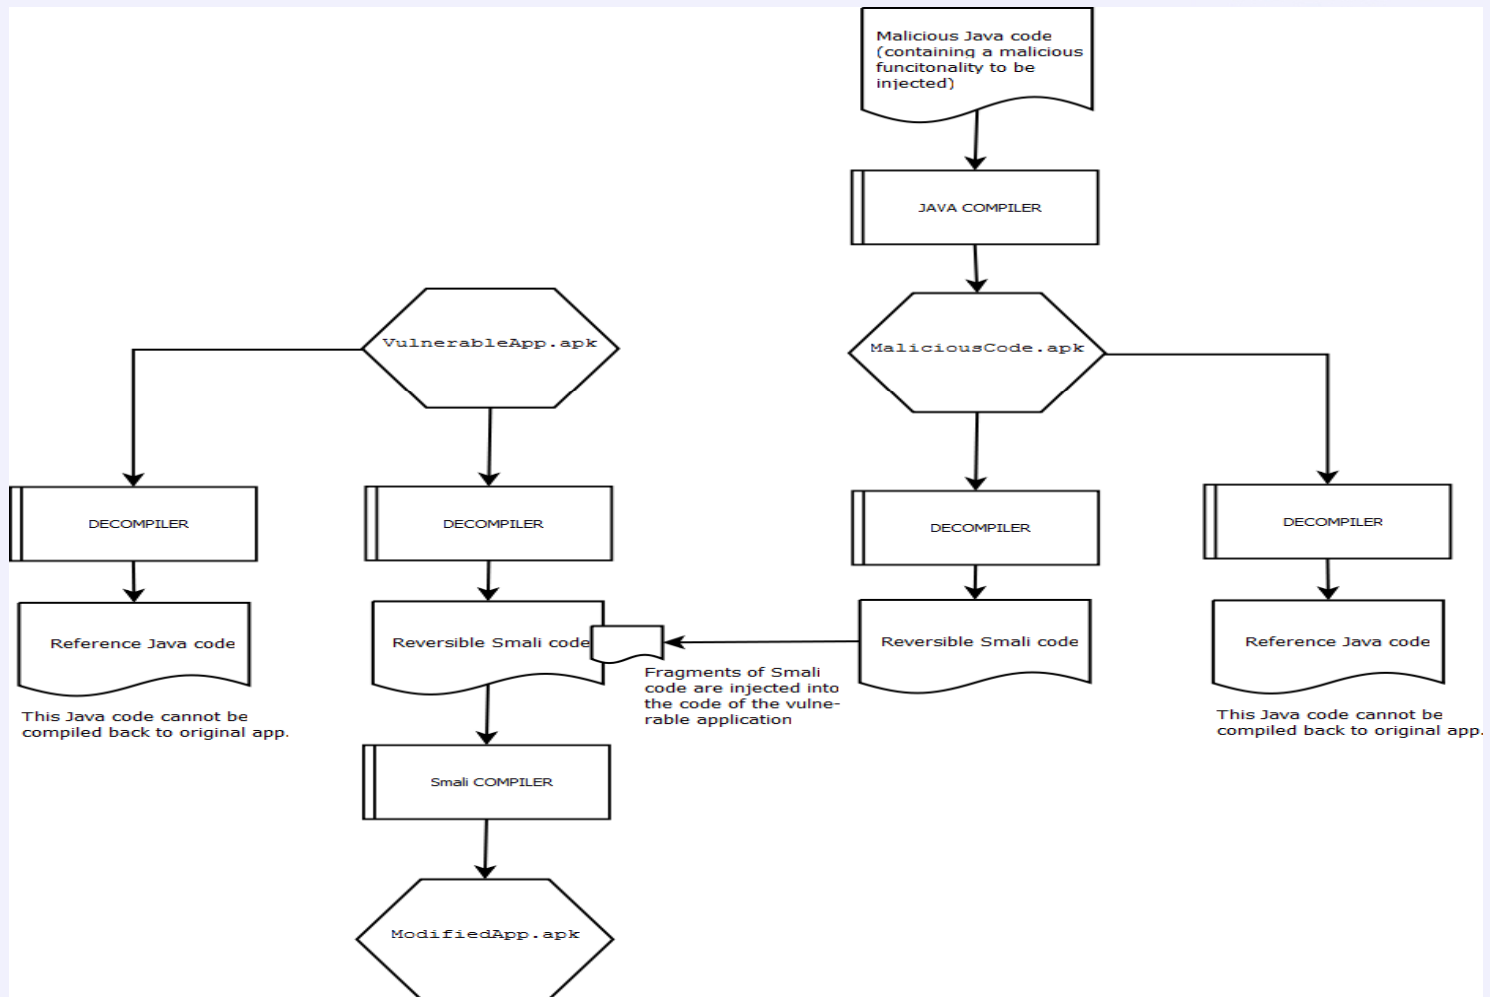 Malicious Java code
(containing a malicious
funcitonality to be
injected)
JAVA COMPILER
VulnerableApp.apk
MaliciousCode.apk
DECOMPILER
DECOMPILER
DECOMPILER
DECOMPILER
Reference Java code
Reversible Smali code
Reversible Smali code
Reference Java code
Fragments of Smali
code are injected into
the code of the vulne-
rable application
This Java code cannot be
compiled back to original app.
This Java code cannot be
compiled back to original app.
Smali COMPILER
ModifiedApp.apk